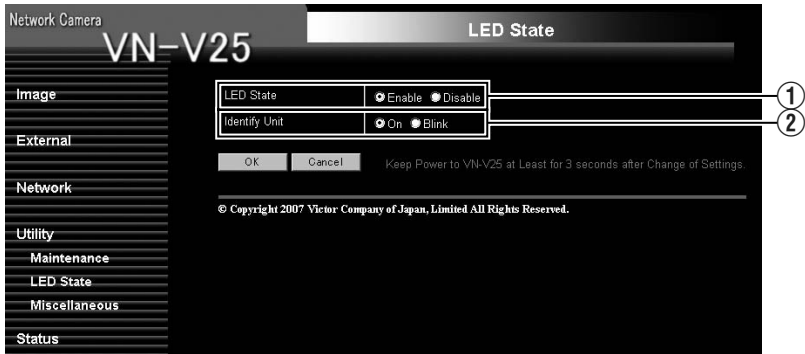 Network Camera
VN-V25
LED State
Image
External
Network
Utility
Maintenance
LED State
Miscellaneous
Status
LED State Enable Disable ①
Identify Unit On Blink ②
OK Cancel Keep Power to VN-V25 at Least for 3 seconds after Change of Settings.
© Copyright 2007 Victor Company of Japan, Limited All Rights Reserved.